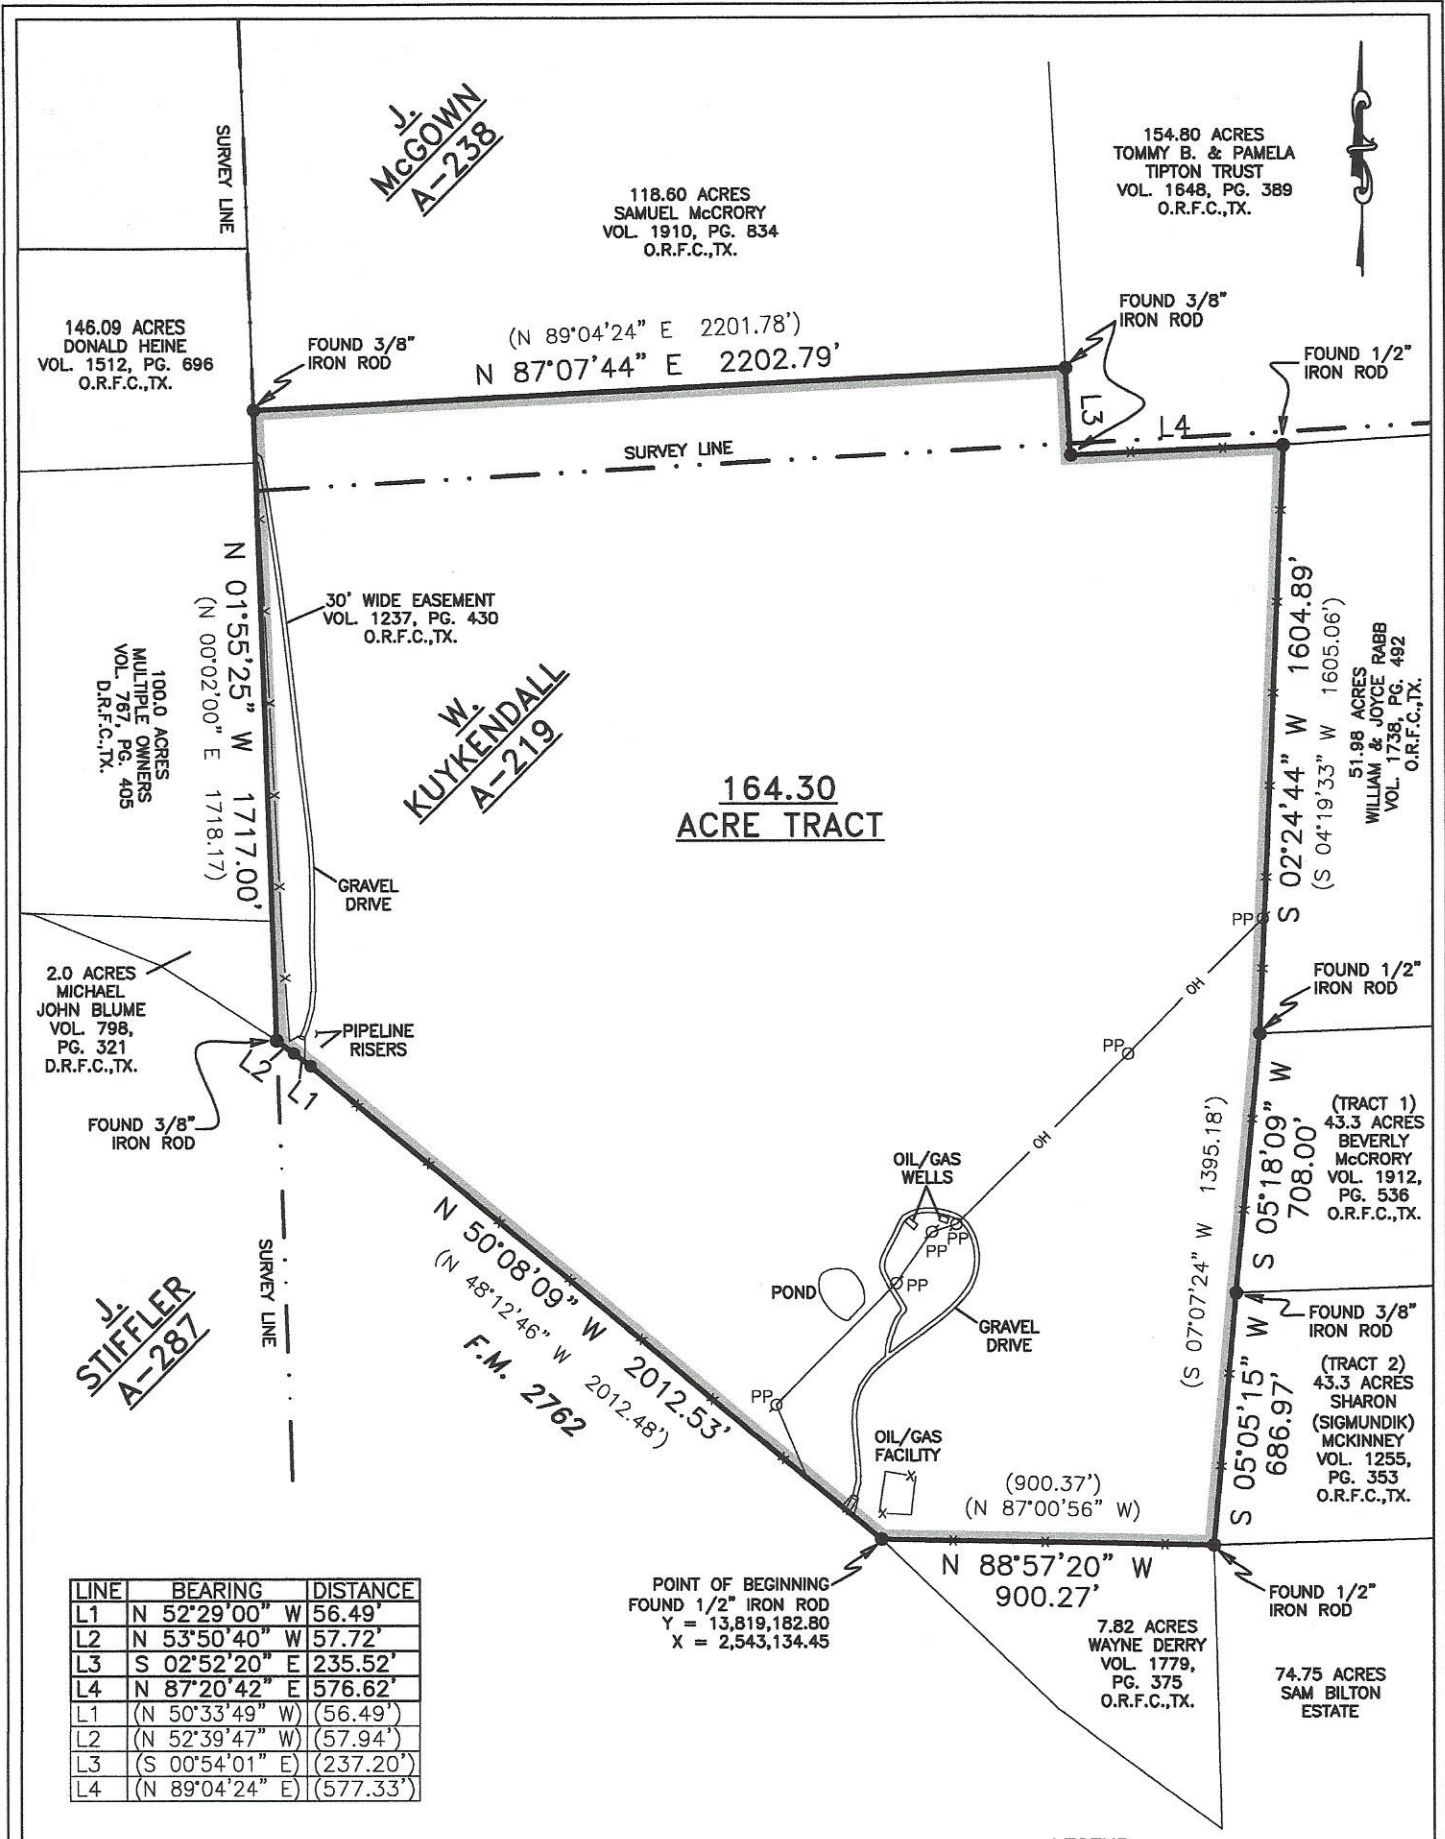 J.
McGOWN
A-238
SURVEY LINE
118.60 ACRES
SAMUEL McCRORY
VOL. 1910, PG. 834
O.R.F.C.,TX.
154.80 ACRES
TOMMY B. & PAMELA
TIPTON TRUST
VOL. 1648, PG. 389
O.R.F.C.,TX.
146.09 ACRES
DONALD HEINE
VOL. 1512, PG. 696
O.R.F.C.,TX.
FOUND 3/8"
IRON ROD
(N 89°04'24" E 2201.78')
N 87°07'44" E 2202.79'
FOUND 3/8"
IRON ROD
FOUND 1/2"
IRON ROD
L3
L4
SURVEY LINE
N 01°55'25" W 1717.00'
(N 00°02'00" E 1718.17)
30' WIDE EASEMENT
VOL. 1237, PG. 430
O.R.F.C.,TX.
100.0 ACRES
MULTIPLE OWNERS
VOL. 767, PG. 405
D.R.F.C.,TX.
W.
KUYKENDALL
A-219
164.30
ACRE TRACT
S 02°24'44" W 1604.89'
(S 04°19'33" W 1605.06')
51.98 ACRES
WILLIAM & JOYCE RABB
VOL. 1738, PG. 492
O.R.F.C.,TX.
GRAVEL
DRIVE
PP
OH
PP
OH
FOUND 1/2"
IRON ROD
2.0 ACRES
MICHAEL
JOHN BLUME
VOL. 798,
PG. 321
D.R.F.C.,TX.
PIPELINE
RISERS
L2
L1
FOUND 3/8"
IRON ROD
SURVEY LINE
J.
STIFFLER
A-287
N 50°08'09" W 2012.53'
(N 48°12'46" W 2012.48')
F.M. 2762
OIL/GAS
WELLS
PP
PP
PP
POND
GRAVEL
DRIVE
PP
OIL/GAS
FACILITY
S 05°18'09" W
708.00'
(S 07°07'24" W 1395.18')
(TRACT 1)
43.3 ACRES
BEVERLY
McCRORY
VOL. 1912,
PG. 536
O.R.F.C.,TX.
FOUND 3/8"
IRON ROD
S 05°05'15" W
686.97'
(TRACT 2)
43.3 ACRES
SHARON
(SIGMUNDIK)
MCKINNEY
VOL. 1255,
PG. 353
O.R.F.C.,TX.
(900.37')
(N 87°00'56" W)
N 88°57'20" W
900.27'
POINT OF BEGINNING
FOUND 1/2" IRON ROD
Y = 13,819,182.80
X = 2,543,134.45
FOUND 1/2"
IRON ROD
7.82 ACRES
WAYNE DERRY
VOL. 1779,
PG. 375
O.R.F.C.,TX.
74.75 ACRES
SAM BILTON
ESTATE
LINE BEARING DISTANCE
L1 N 52°29'00" W 56.49'
L2 N 53°50'40" W 57.72'
L3 S 02°52'20" E 235.52'
L4 N 87°20'42" E 576.62'
L1 (N 50°33'49" W) (56.49')
L2 (N 52°39'47" W) (57.94')
L3 (S 00°54'01" E) (237.20')
L4 (N 89°04'24" E) (577.33')